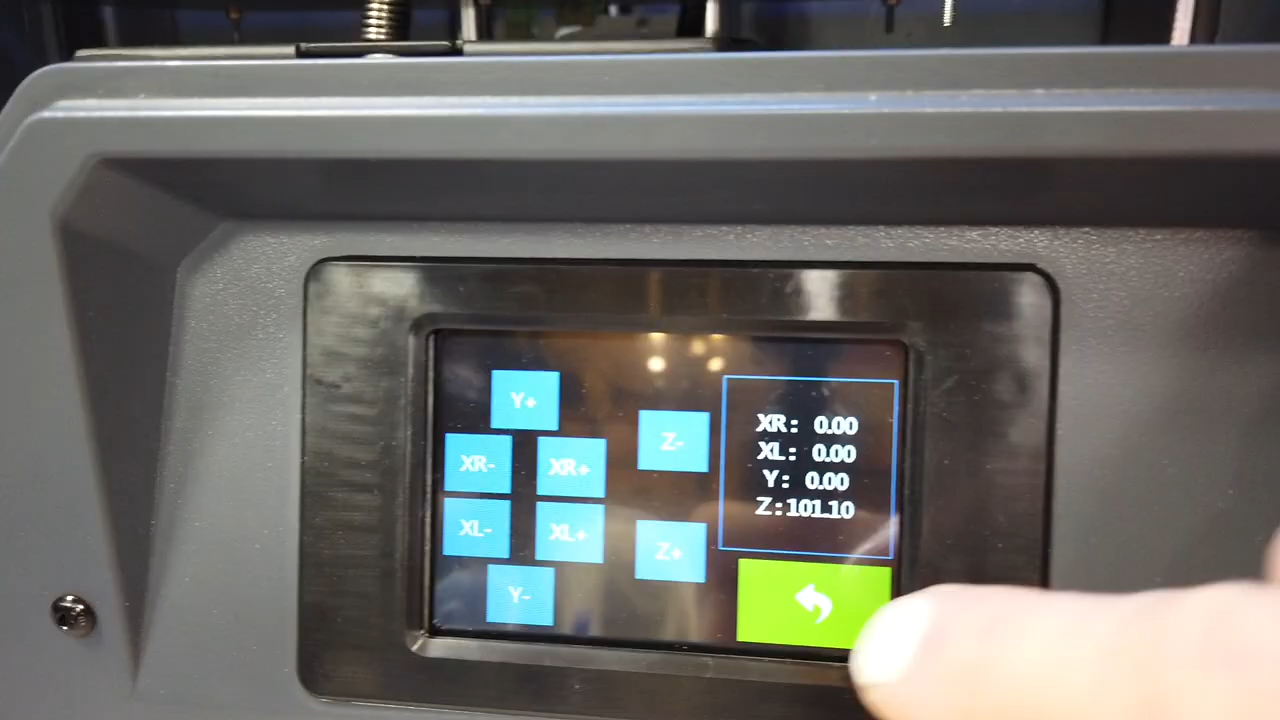 Y+
XR-
XR+
XL-
XL+
Y-
Z-
Z+
XR: 0.00
XL: 0.00
Y: 0.00
Z:101.10